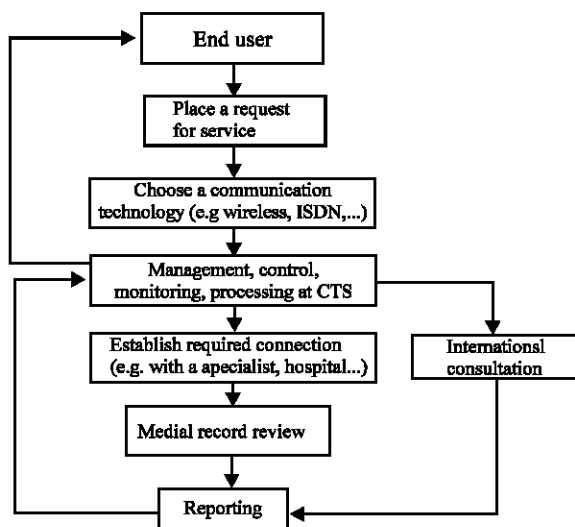 End user
Place a request
for service
Choose a communication
technology (e.g wireless, ISDN,...)
Management, control,
monitoring, processing at CTS
Establish required connection
(e.g. with a apecialist, hospital...)
Internationsl
consultation
Medial record review
Reporting